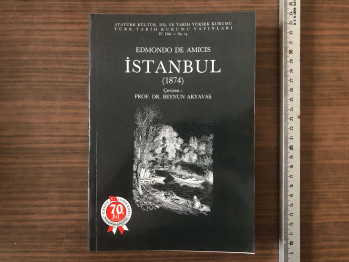 ATATÜRK KÜLTÜR, DİL VE TARİH YÜKSEK KURUMU
TÜRK TARİH KURUMU YAYINLARI
EDMONDO DE AMICIS
İSTANBUL
(1874)
Çeviren :
PROF. DR. BEYNUN AKYAVAŞ
70.